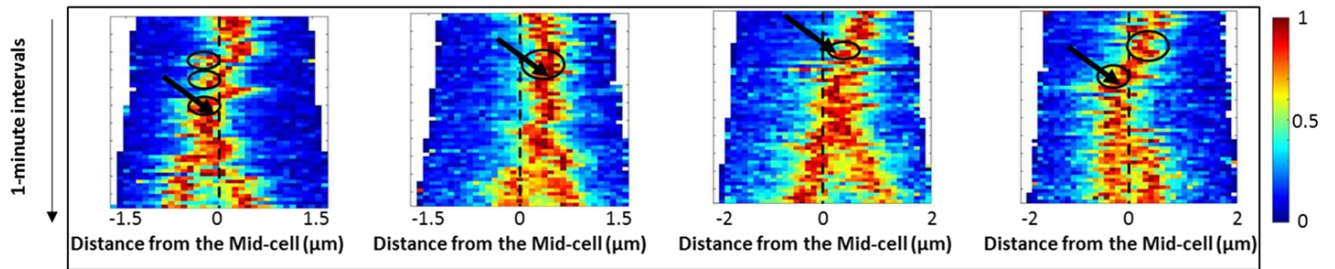 1-minute intervals
-1.5 0 1.5
-1.5 0 1.5
-2 0 2
-2 0 2
1
0.5
0
Distance from the Mid-cell (μm)
Distance from the Mid-cell (μm)
Distance from the Mid-cell (μm)
Distance from the Mid-cell (μm)